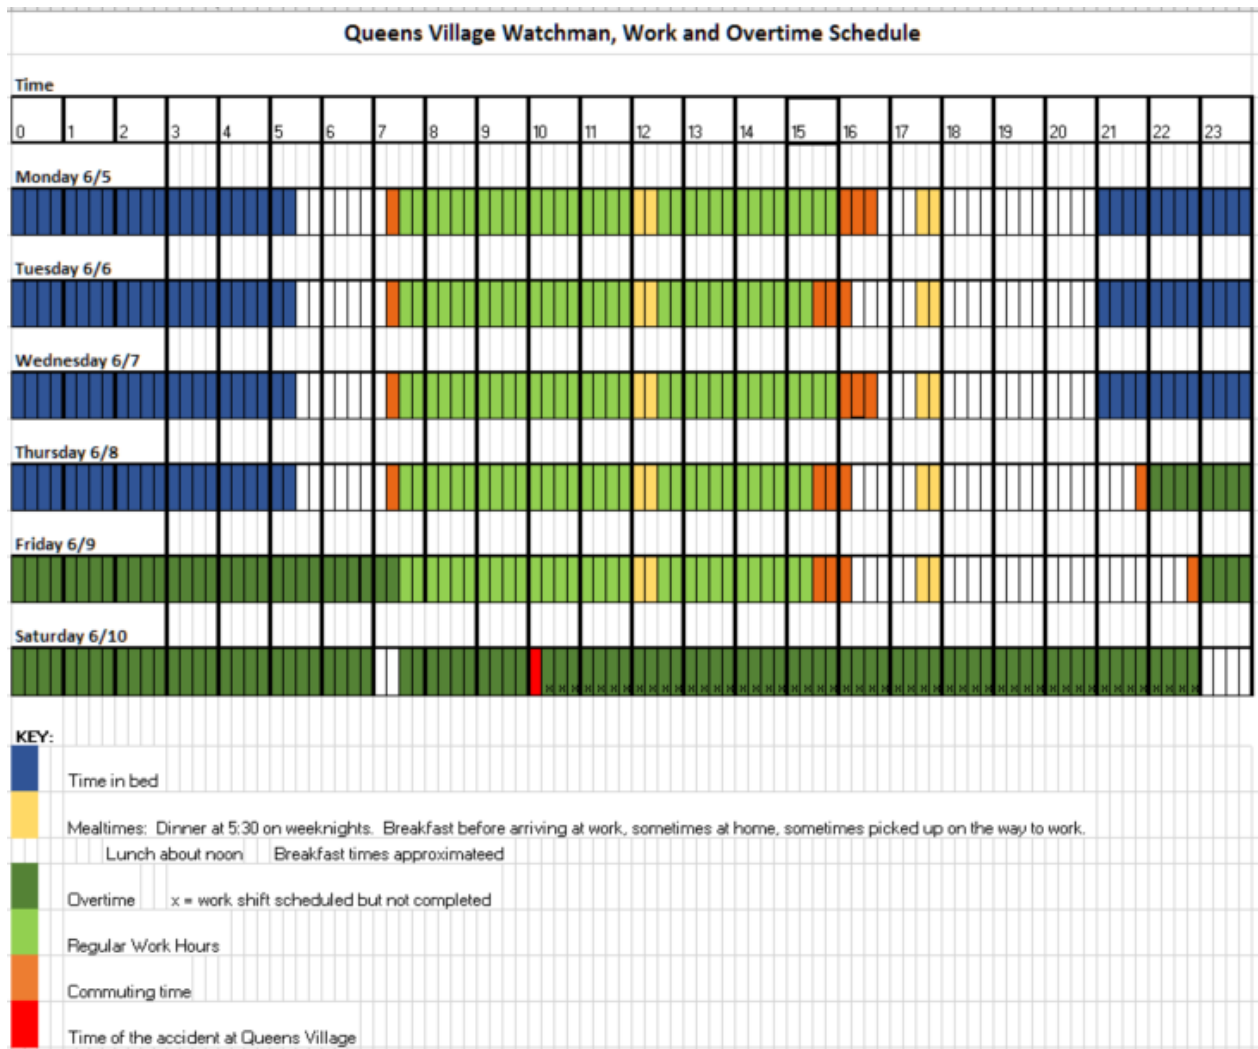 Queens Village Watchman, Work and Overtime Schedule
Time
0 1 2 3 4 5 6 7 8 9 10 11 12 13 14 15 16 17 18 19 20 21 22 23
Monday 6/5
Tuesday 6/6
Wednesday 6/7
Thursday 6/8
Friday 6/9
Saturday 6/10
x x x x x x x x x x x x x x x x x x x x x x x x x x x x x x x x x x x x x x x x x x x x x x x x x x x
KEY:
Time in bed
Mealtimes: Dinner at 5:30 on weeknights. Breakfast before arriving at work, sometimes at home, sometimes picked up on the way to work.
Lunch about noon Breakfast times approximateed
Overtime x = work shift scheduled but not completed
Regular Work Hours
Commuting time
Time of the accident at Queens Village